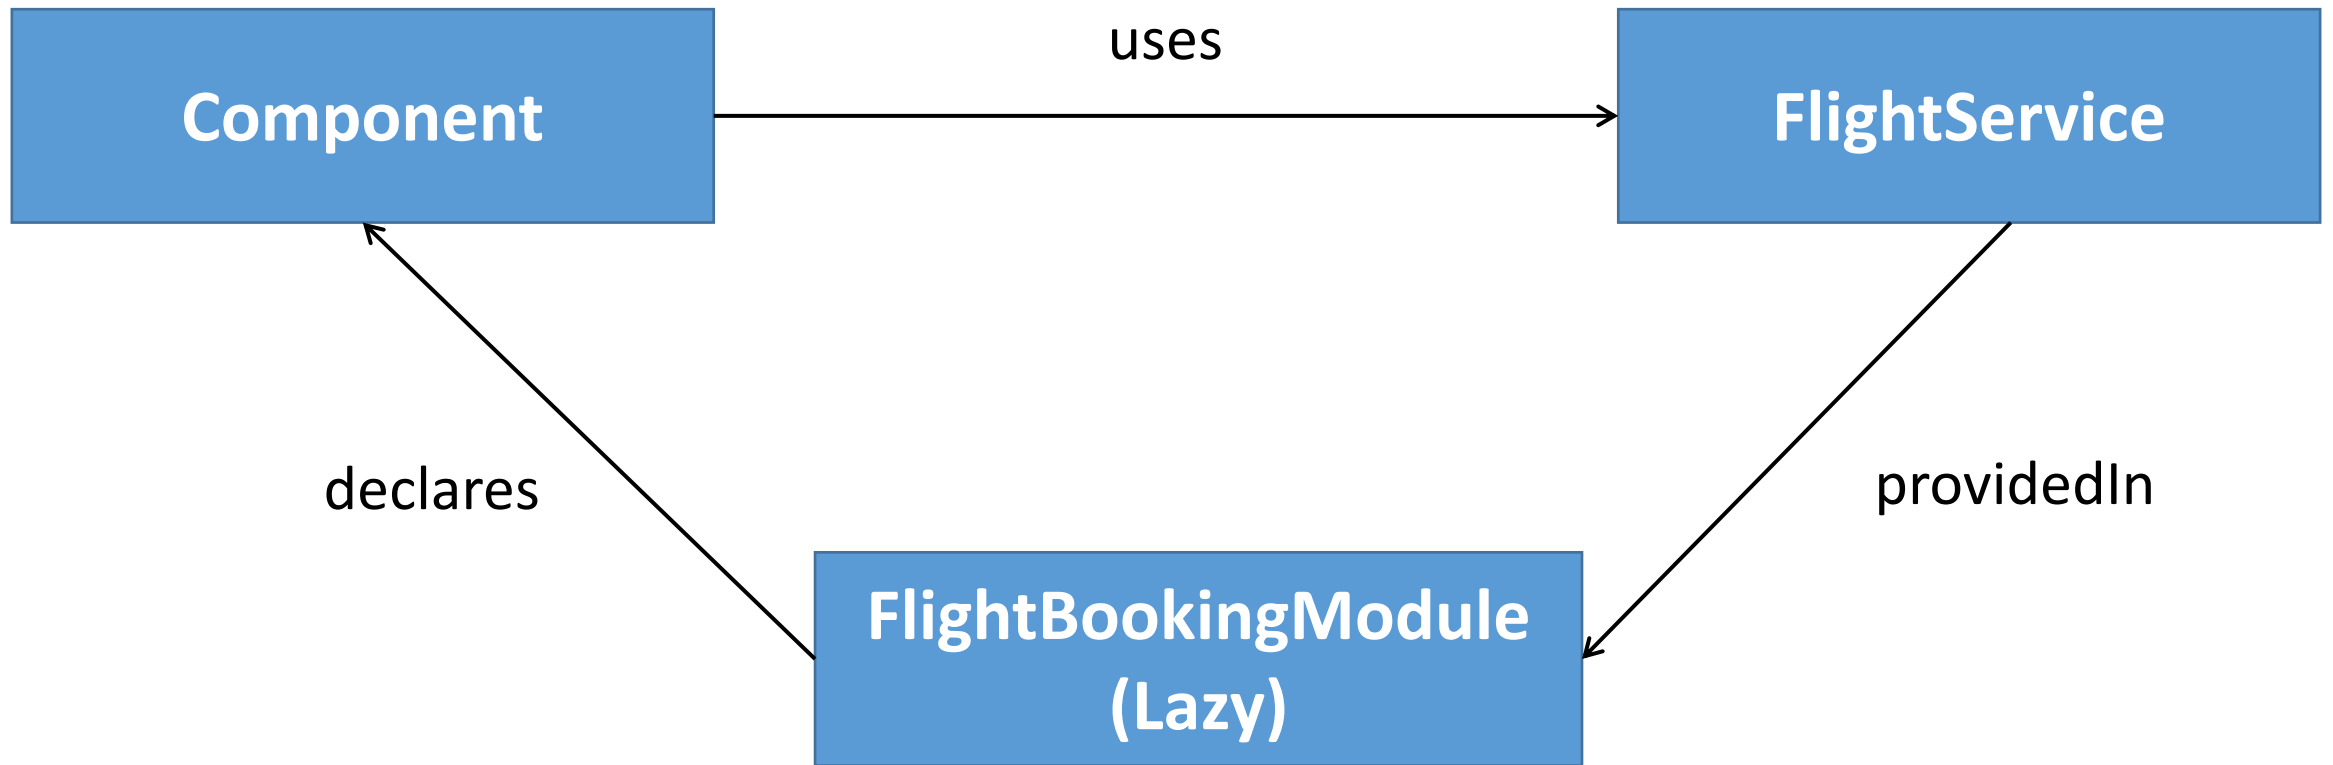 uses
Component
FlightService
declares
providedIn
FlightBookingModule
(Lazy)